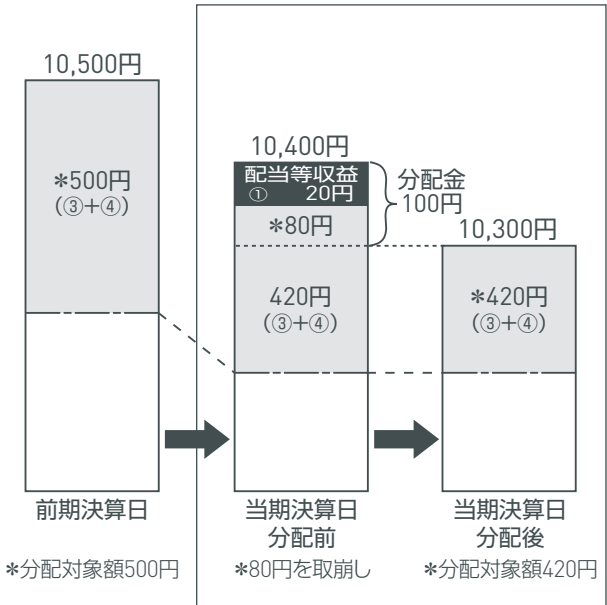 10,500円
*500円
(③+④)
前期決算日
*分配対象額500円
10,400円
配当等収益
① 20円
*80円
分配金
100円
420円
(③+④)
当期決算日
分配前
*80円を取崩し
10,300円
*420円
(③+④)
当期決算日
分配後
*分配対象額420円